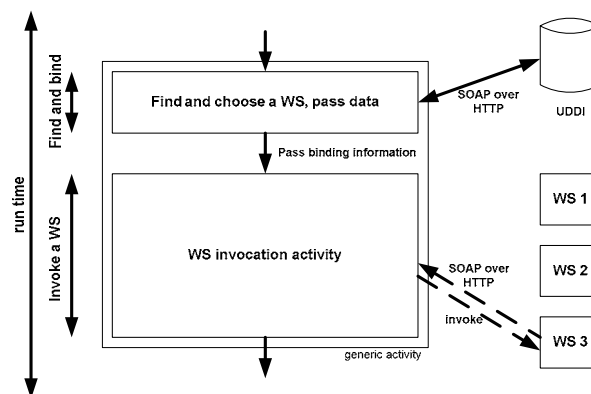 run time
Find and bind
Find and choose a WS, pass data
SOAP over
HTTP
UDDI
Pass binding information
Invoke a WS
WS invocation activity
WS 1
WS 2
SOAP over
HTTP
invoke
WS 3
generic activity